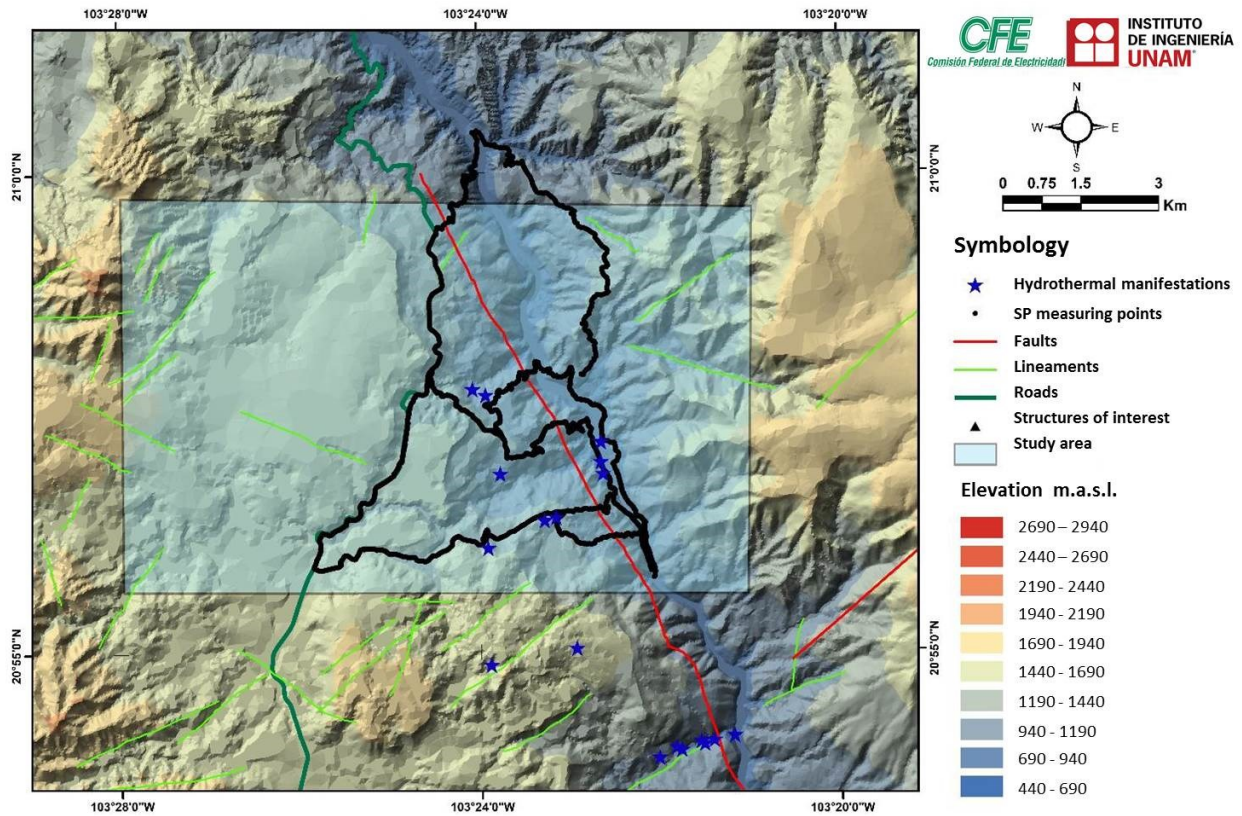 103°28'0"W 103°24'0"W 103°20'0"W
CFE
Comisión Federal de Electricidad
INSTITUTO
DE INGENIERÍA
UNAM
N
W E
S
0 0.75 1.5 3
Km
21°0'0"N
21°0'0"N
Symbology
Hydrothermal manifestations
SP measuring points
Faults
Lineaments
Roads
Structures of interest
Study area
Elevation m.a.s.l.
2690 – 2940
2440 – 2690
2190 - 2440
1940 - 2190
1690 - 1940
1440 - 1690
1190 - 1440
940 - 1190
690 - 940
440 - 690
20°55'0"N
20°55'0"N
103°28'0"W 103°24'0"W 103°20'0"W